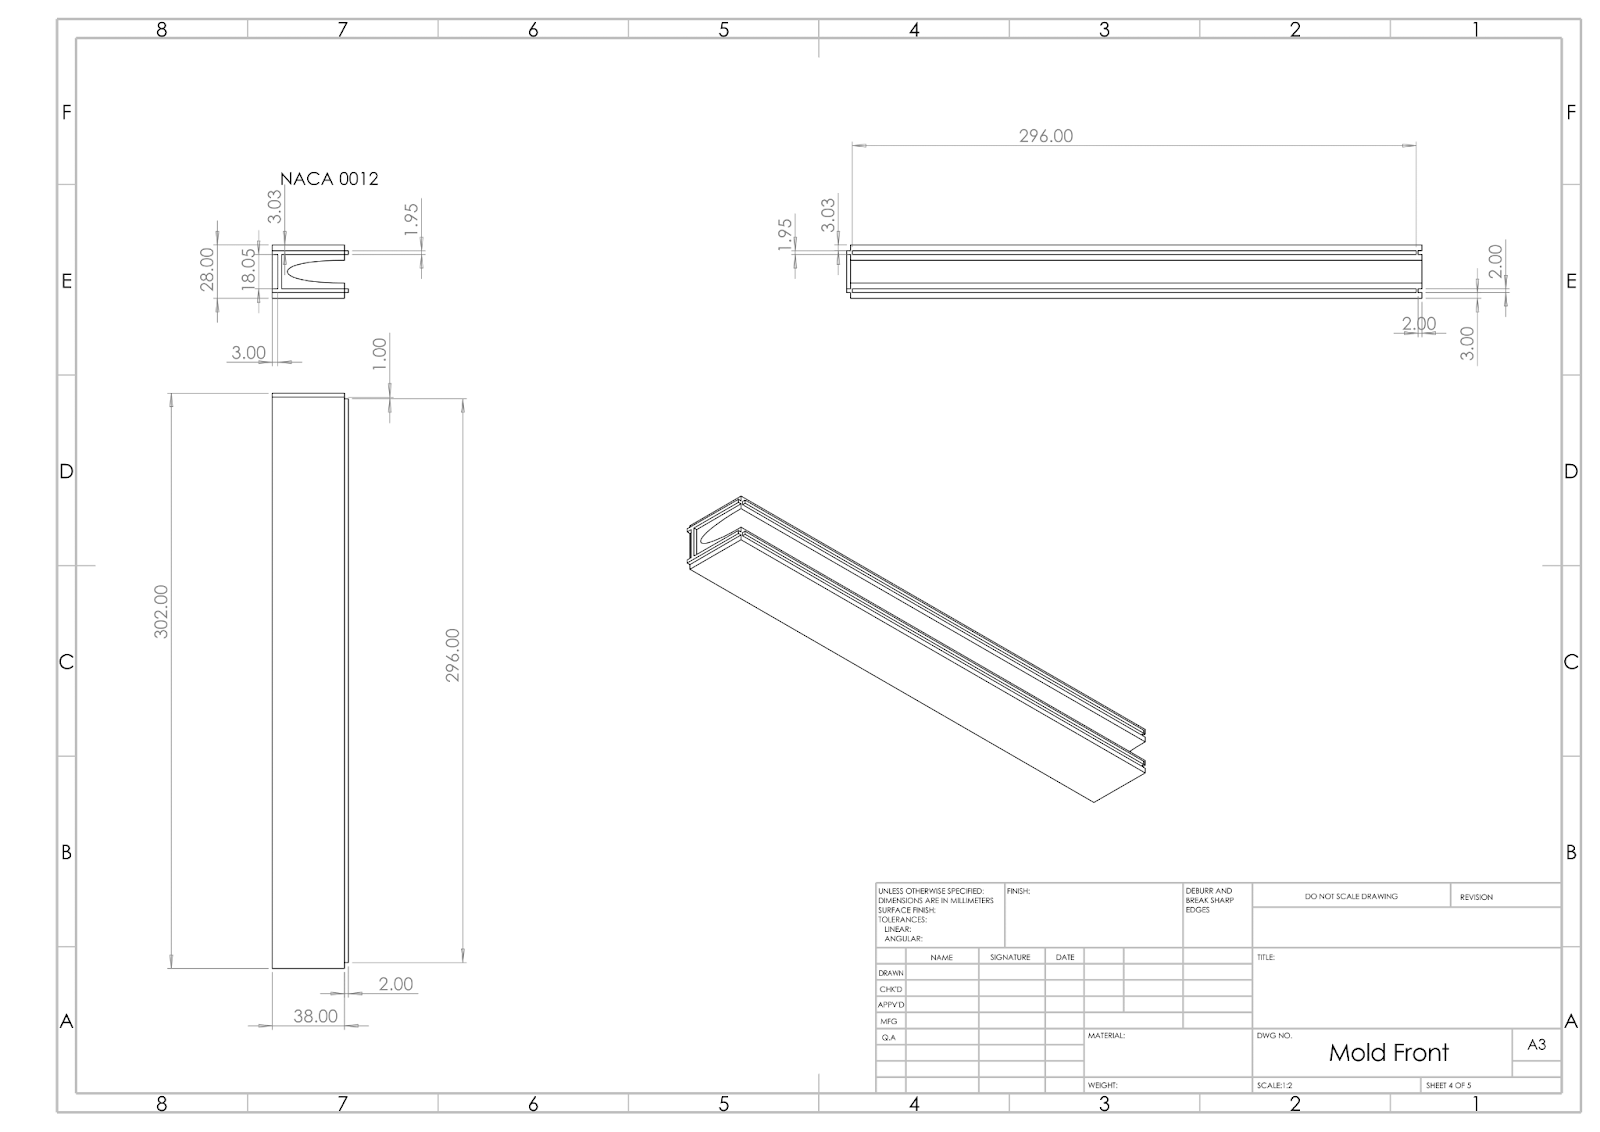 8 7 6 5 4 3 2 1
F F
296.00
NACA 0012
3.03
1.95
28.00
18.05
3.00
1.95
3.03
2.00
2.00
3.00
E E
1.00
D D
302.00
296.00
C C
B B
2.00
38.00
A A
UNLESS OTHERWISE SPECIFIED:
DIMENSIONS ARE IN MILLIMETERS
SURFACE FINISH:
TOLERANCES:
LINEAR:
ANGULAR:
FINISH:
DEBURR AND
BREAK SHARP
EDGES
DO NOT SCALE DRAWING
REVISION
NAME SIGNATURE DATE
TITLE:
DRAWN
CHK'D
APPV'D
MFG
Q.A
MATERIAL:
DWG NO.
Mold Front
A3
WEIGHT:
SCALE:1:2
SHEET 4 OF 5
8 7 6 5 4 3 2 1